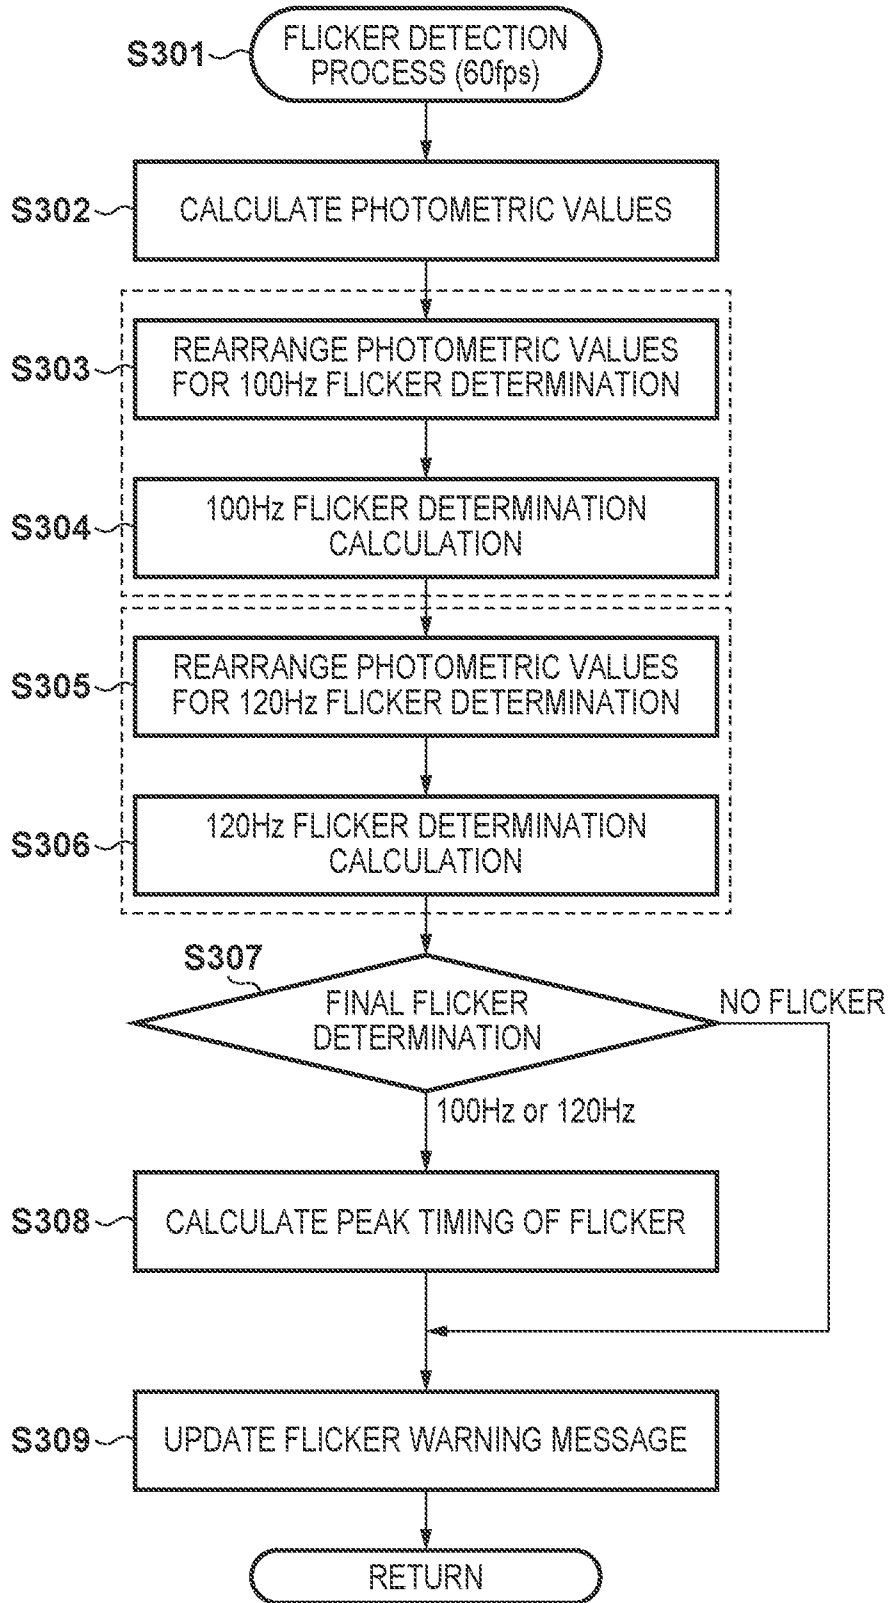 S301
FLICKER DETECTION
PROCESS (60fps)
S302
CALCULATE PHOTOMETRIC VALUES
S303
REARRANGE PHOTOMETRIC VALUES
FOR 100Hz FLICKER DETERMINATION
S304
100Hz FLICKER DETERMINATION
CALCULATION
S305
REARRANGE PHOTOMETRIC VALUES
FOR 120Hz FLICKER DETERMINATION
S306
120Hz FLICKER DETERMINATION
CALCULATION
S307
FINAL FLICKER
DETERMINATION
NO FLICKER
100Hz or 120Hz
S308
CALCULATE PEAK TIMING OF FLICKER
S309
UPDATE FLICKER WARNING MESSAGE
RETURN